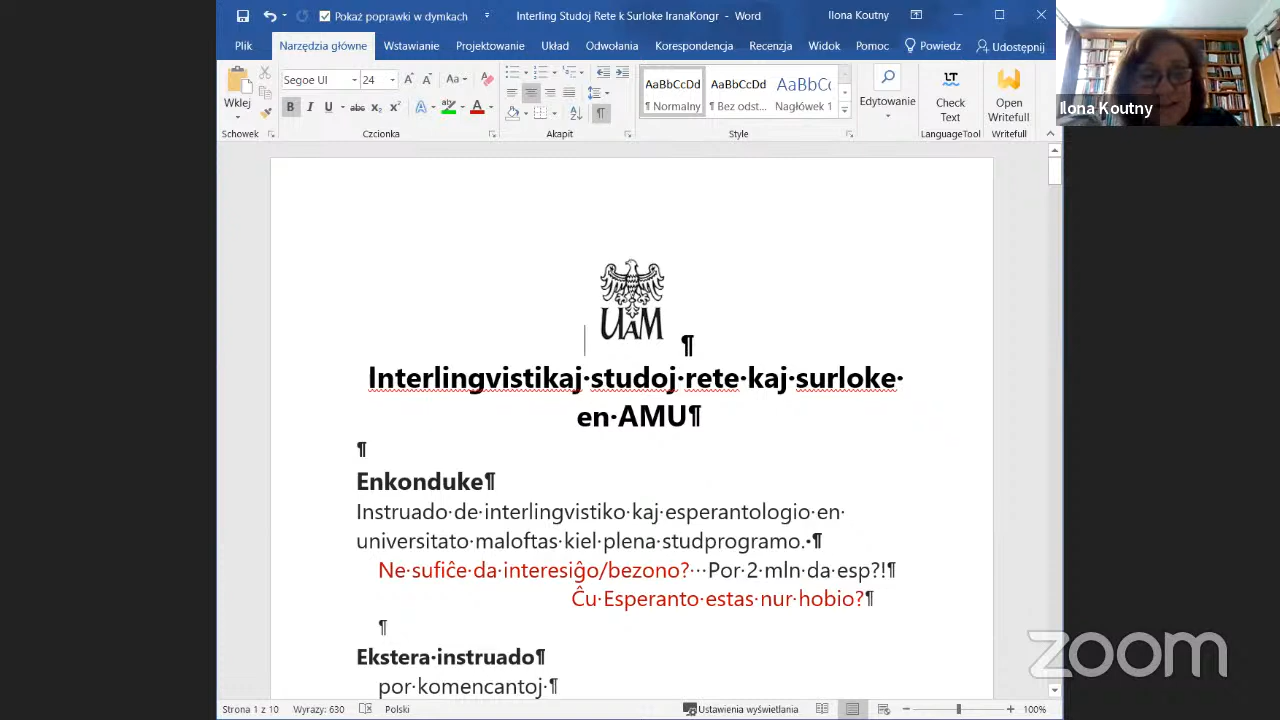 Pokaż poprawki w dymkach
Interling Studoj Rete k Surloke IranaKongr - Word
Ilona Koutny
Plik
Narzędzia główne
Wstawianie
Projektowanie
Układ
Odwołania
Korespondencja
Recenzja
Widok
Pomoc
Powiedz
Udostępnij
Wklej
Segoe UI
24
AaBbCcDd
¶ Normalny
AaBbCcDd
¶ Bez odst...
AaBbCc
Nagłówek 1
Edytowanie
Check
Text
Open
Writefull
Schowek
Czcionka
Akapit
Style
LanguageTool
Writefull
Ilona Koutny
UAM
¶
Interlingvistikaj·studoj·rete·kaj·surloke·
en·AMU¶
¶
Enkonduke¶
Instruado·de·interlingvistiko·kaj·esperantologio·en·
universitato·maloftas·kiel·plena·studprogramo.·¶
Ne·sufiĉe·da·interesiĝo/bezono?···Por·2·mln·da·esp?!¶
Ĉu·Esperanto·estas·nur·hobio?¶
¶
Ekstera·instruado¶
por·komencantoj·¶
Strona 1 z 10
Wyrazy: 630
Polski
Ustawienia wyświetlania
100%
zoom